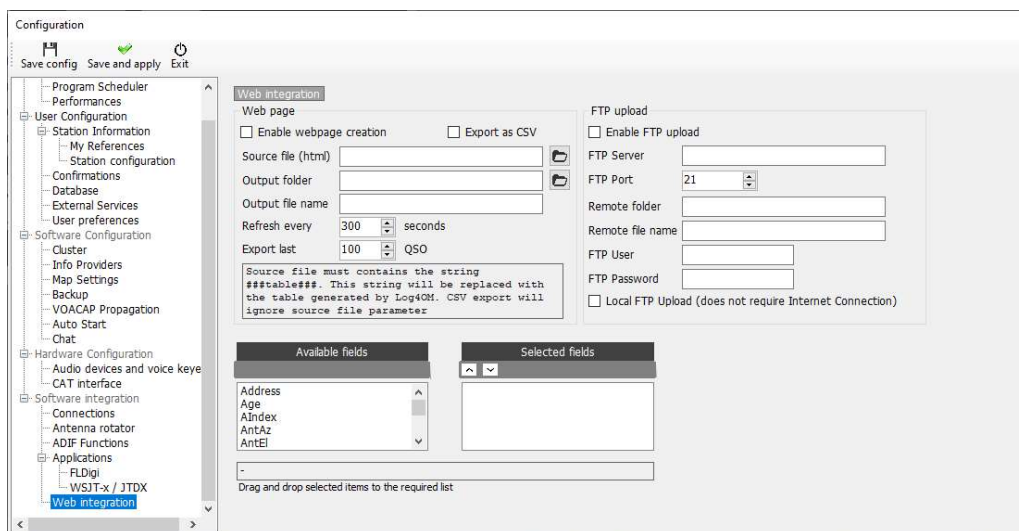 Configuration
Save config Save and apply Exit
Program Scheduler
Performances
User Configuration
Station Information
My References
Station configuration
Confirmations
Database
External Services
User preferences
Software Configuration
Cluster
Info Providers
Map Settings
Backup
VOACAP Propagation
Auto Start
Chat
Hardware Configuration
Audio devices and voice keye
CAT interface
Software integration
Connections
Antenna rotator
ADIF Functions
Applications
FLDigi
WSJT-x / JTDX
Web integration
Web integration
Web page
Enable webpage creation Export as CSV
Source file (html)
Output folder
Output file name
Refresh every 300 seconds
Export last 100 QSO
Source file must contains the string
###table###. This string will be replaced with
the table generated by Log4OM. CSV export will
ignore source file parameter
FTP upload
Enable FTP upload
FTP Server
FTP Port 21
Remote folder
Remote file name
FTP User
FTP Password
Local FTP Upload (does not require Internet Connection)
Available fields
Address
Age
AIndex
AntAz
AntEl
Selected fields
-
Drag and drop selected items to the required list